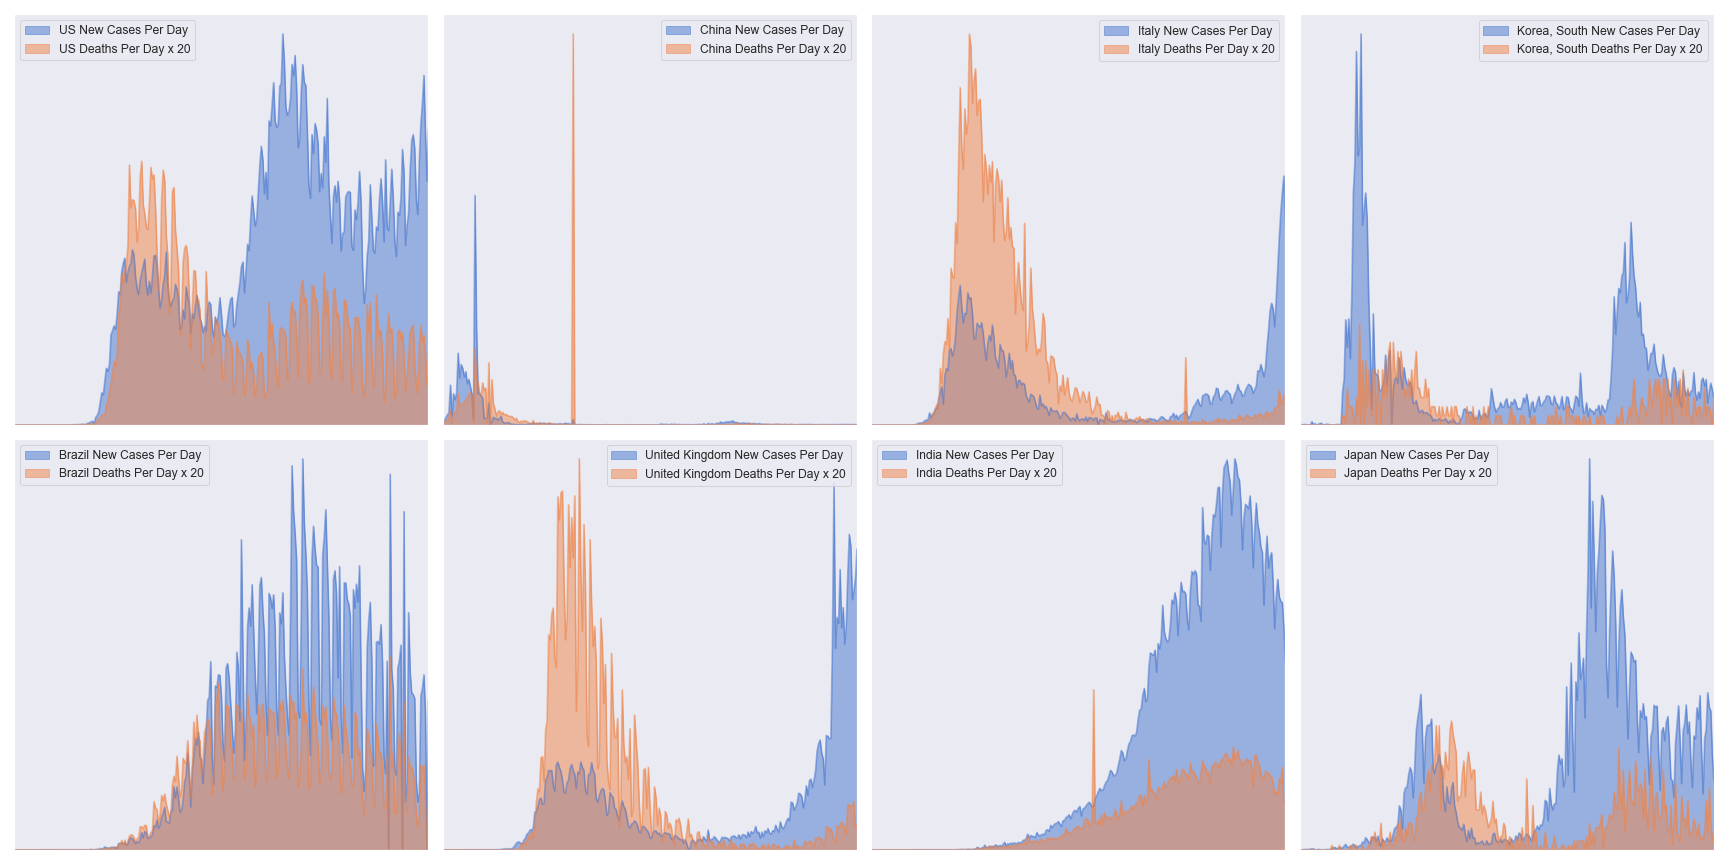 US New Cases Per Day
US Deaths Per Day x 20
China New Cases Per Day
China Deaths Per Day x 20
Italy New Cases Per Day
Italy Deaths Per Day x 20
Korea, South New Cases Per Day
Korea, South Deaths Per Day x 20
Brazil New Cases Per Day
Brazil Deaths Per Day x 20
United Kingdom New Cases Per Day
United Kingdom Deaths Per Day x 20
India New Cases Per Day
India Deaths Per Day x 20
Japan New Cases Per Day
Japan Deaths Per Day x 20